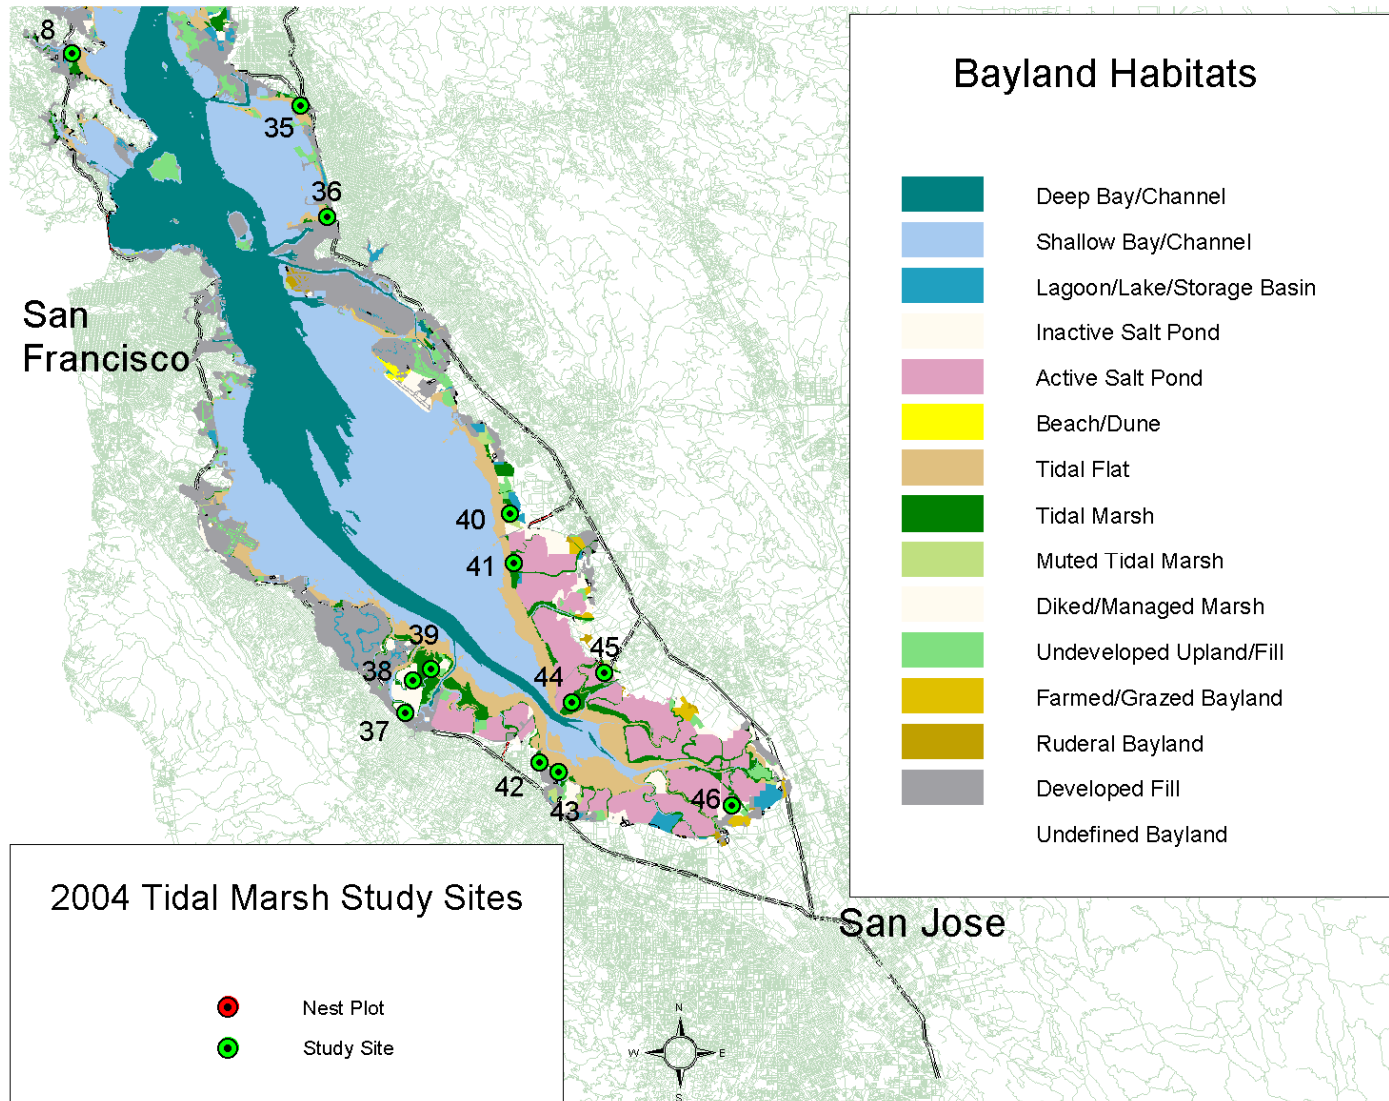 8
35
36
San
Francisco
40
41
39
38
37
45
44
42
43
46
San Jose
Bayland Habitats
Deep Bay/Channel
Shallow Bay/Channel
Lagoon/Lake/Storage Basin
Inactive Salt Pond
Active Salt Pond
Beach/Dune
Tidal Flat
Tidal Marsh
Muted Tidal Marsh
Diked/Managed Marsh
Undeveloped Upland/Fill
Farmed/Grazed Bayland
Ruderal Bayland
Developed Fill
Undefined Bayland
2004 Tidal Marsh Study Sites
Nest Plot
Study Site
N
W E
S